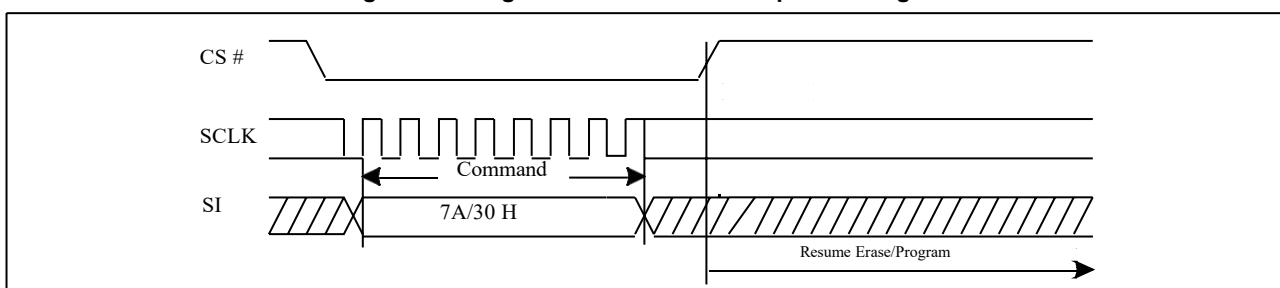 CS #
SCLK
Command
SI
7A/30 H
Resume Erase/Program